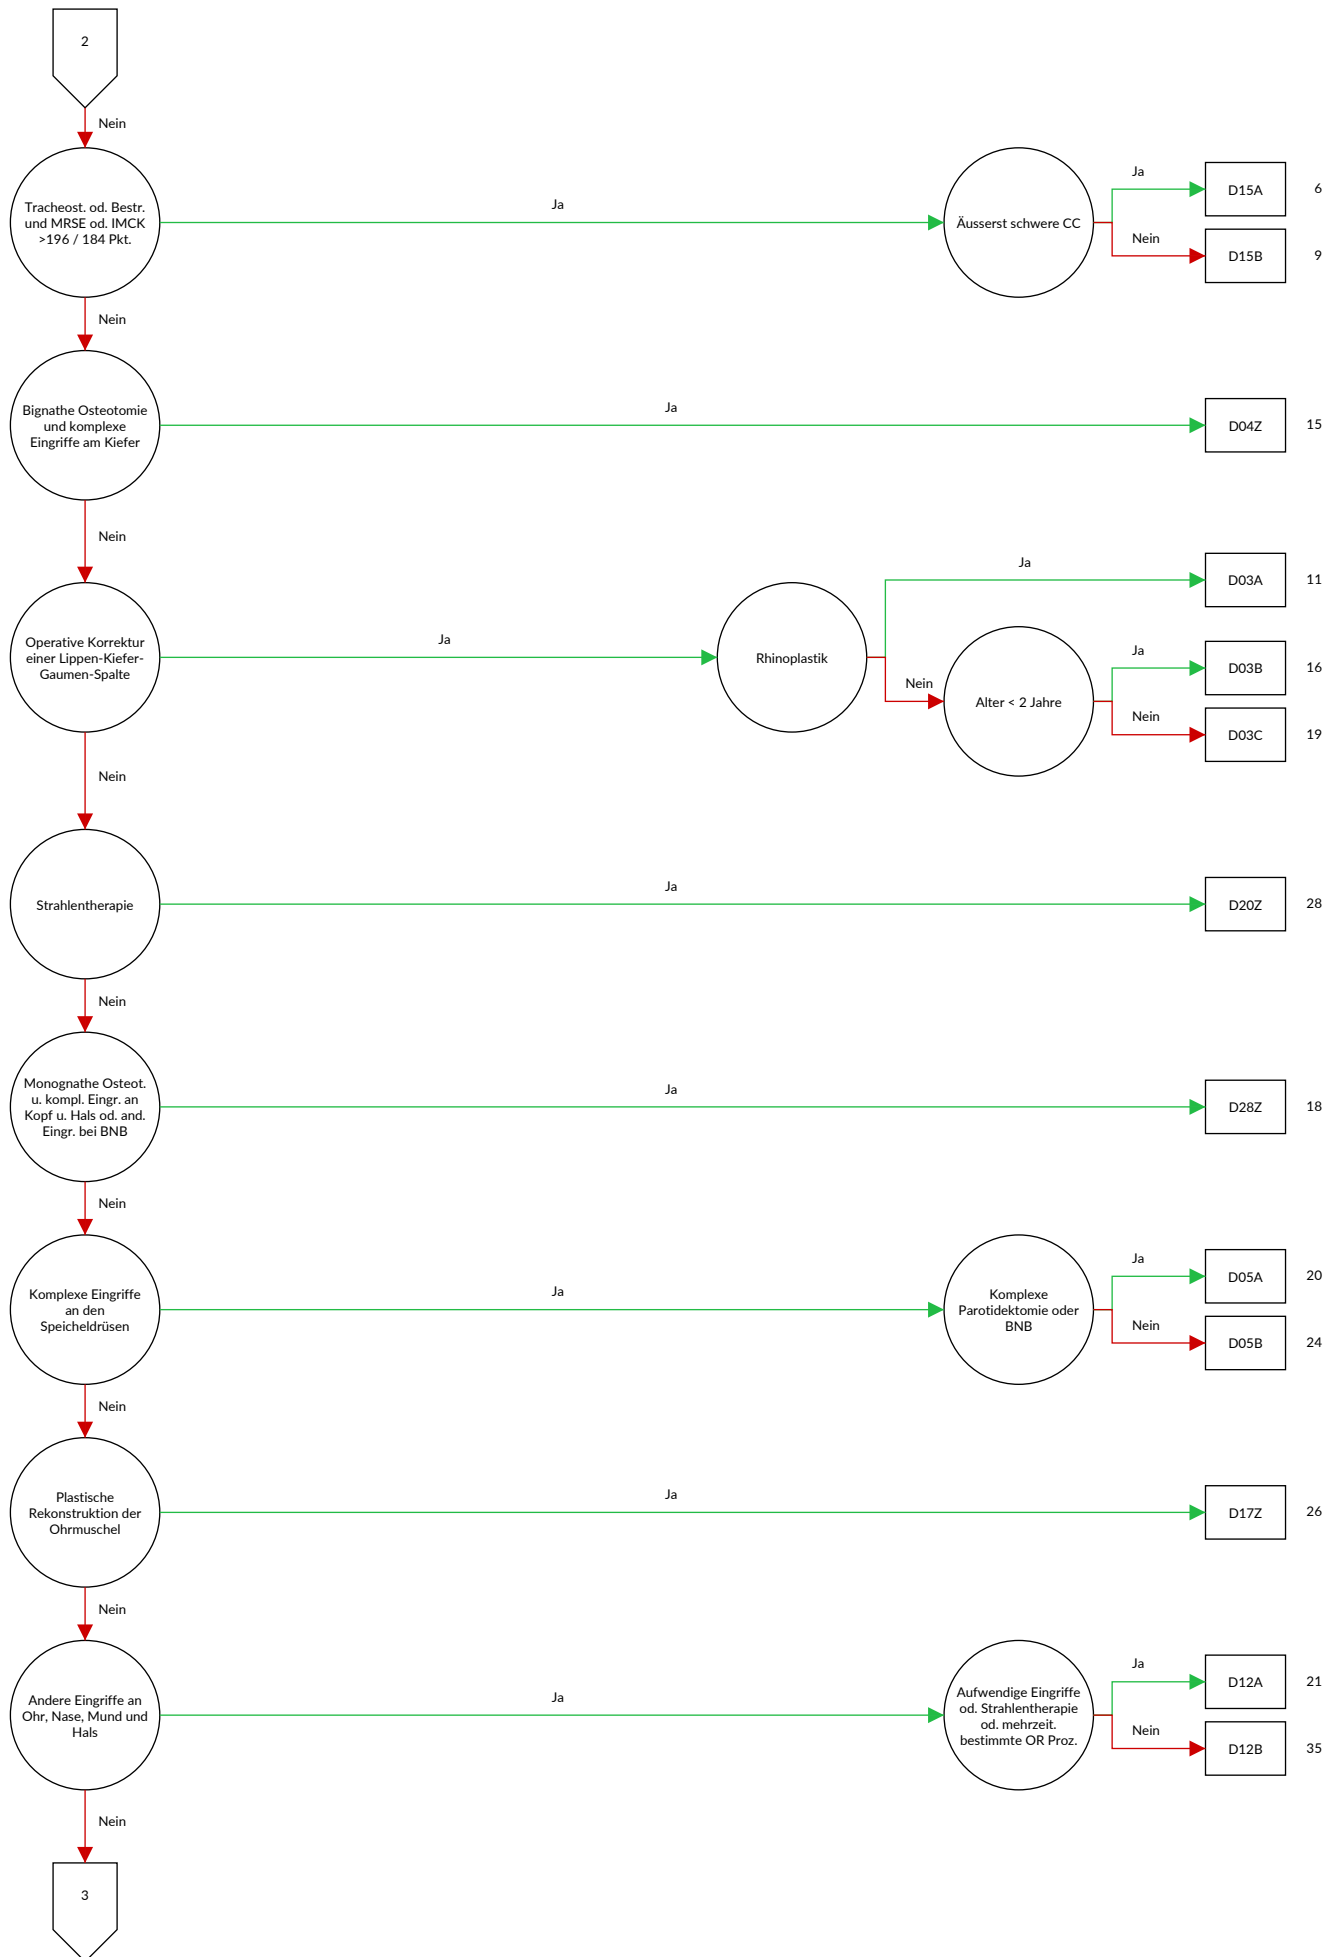 2
Nein
Tracheost. od. Bestr.
und MRSE od. IMCK
>196 / 184 Pkt.
Ja
Äusserst schwere CC
Ja
D15A
6
Nein
D15B
9
Nein
Bignathe Osteotomie
und komplexe
Eingriffe am Kiefer
Ja
D04Z
15
Nein
Operative Korrektur
einer Lippen-Kiefer-
Gaumen-Spalte
Ja
Rhinoplastik
Ja
D03A
11
Nein
Alter < 2 Jahre
Ja
D03B
16
Nein
D03C
19
Nein
Strahlentherapie
Ja
D20Z
28
Nein
Monognathe Osteot.
u. kompl. Eingr. an
Kopf u. Hals od. and.
Eingr. bei BNB
Ja
D28Z
18
Nein
Komplexe Eingriffe
an den
Speicheldrüsen
Ja
Komplexe
Parotidektomie oder
BNB
Ja
D05A
20
Nein
D05B
24
Nein
Plastische
Rekonstruktion der
Ohrmuschel
Ja
D17Z
26
Nein
Andere Eingriffe an
Ohr, Nase, Mund und
Hals
Ja
Aufwendige Eingriffe
od. Strahlentherapie
od. mehrzeit.
bestimmte OR Proz.
Ja
D12A
21
Nein
D12B
35
Nein
3